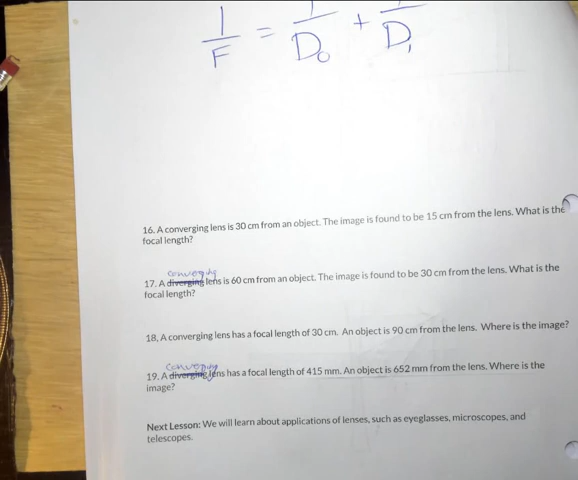 1/F = 1/D₀ + 1/Dᵢ
16. A converging lens is 30 cm from an object. The image is found to be 15 cm from the lens. What is the
focal length?
converging
17. A diverging lens is 60 cm from an object. The image is found to be 30 cm from the lens. What is the
focal length?
18, A converging lens has a focal length of 30 cm. An object is 90 cm from the lens. Where is the image?
converging
19. A diverging lens has a focal length of 415 mm. An object is 652 mm from the lens. Where is the
image?
Next Lesson: We will learn about applications of lenses, such as eyeglasses, microscopes, and
telescopes.